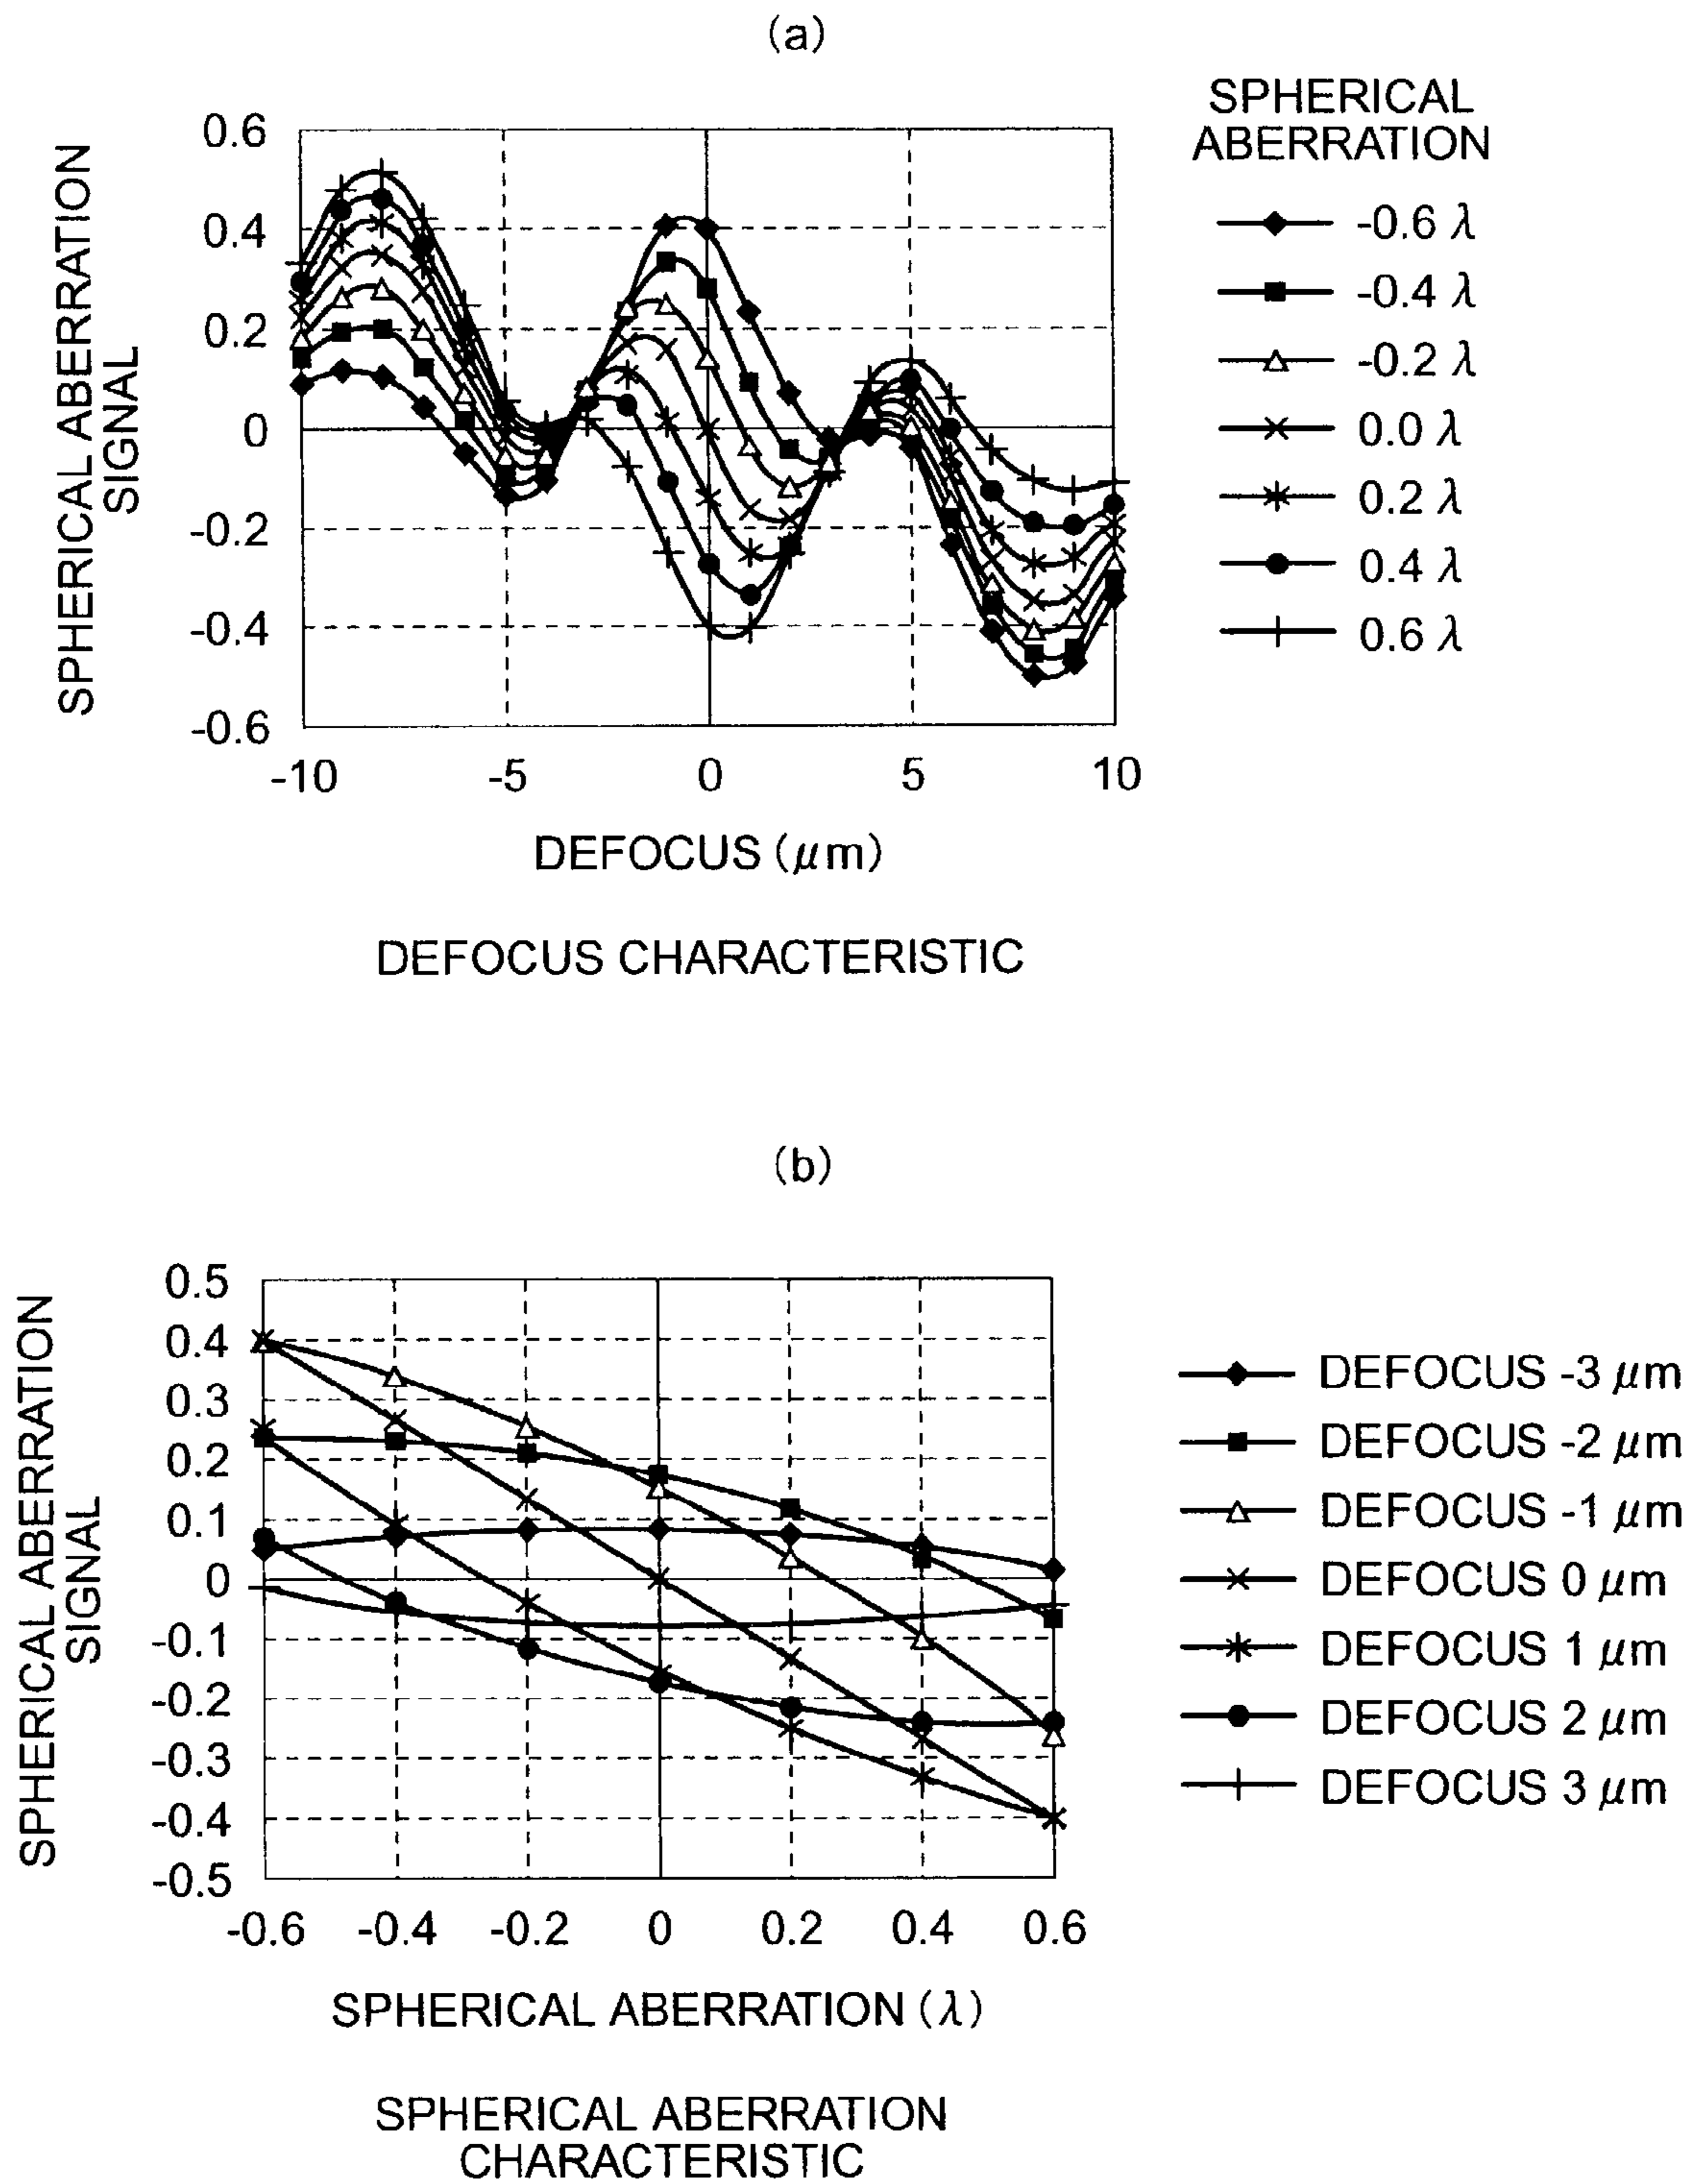 (a)
SPHERICAL ABERRATION
SIGNAL
0.6
0.4
0.2
0
-0.2
-0.4
-0.6
-10
-5
0
5
10
DEFOCUS (μm)
DEFOCUS CHARACTERISTIC
SPHERICAL
ABERRATION
-0.6 λ
-0.4 λ
-0.2 λ
0.0 λ
0.2 λ
0.4 λ
0.6 λ
(b)
SPHERICAL ABERRATION
SIGNAL
0.5
0.4
0.3
0.2
0.1
0
-0.1
-0.2
-0.3
-0.4
-0.5
-0.6
-0.4
-0.2
0
0.2
0.4
0.6
SPHERICAL ABERRATION (λ)
SPHERICAL ABERRATION
CHARACTERISTIC
DEFOCUS -3 μm
DEFOCUS -2 μm
DEFOCUS -1 μm
DEFOCUS 0 μm
DEFOCUS 1 μm
DEFOCUS 2 μm
DEFOCUS 3 μm